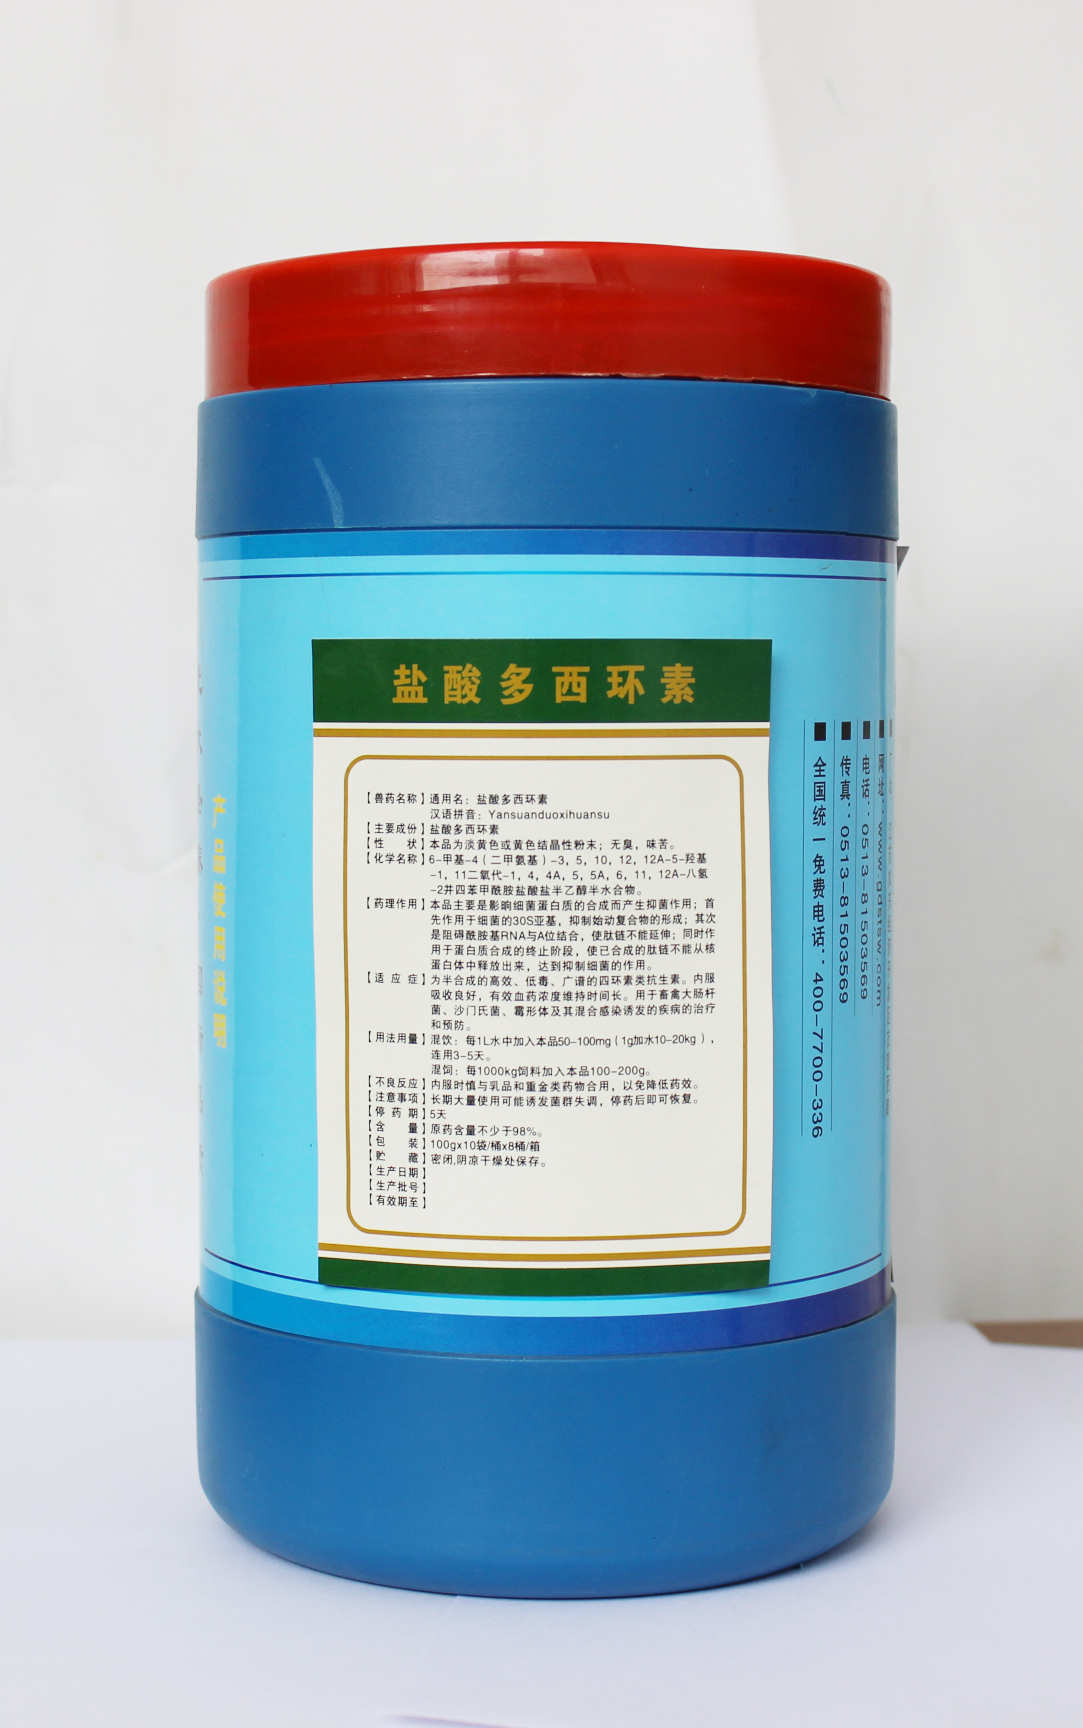 盐酸多西环素
【兽药名称】通用名：盐酸多西环素
汉语拼音：Yansuanduoxihuansu
【主要成份】盐酸多西环素
【性 状】本品为淡黄色或黄色结晶性粉末；无臭，味苦。
【化学名称】6-甲基-4（二甲氨基）-3，5，10，12，12A-5-羟基
-1，11二氧代-1，4，4A，5，5A，6，11，12A-八氢
-2并四苯甲酰胺盐酸盐半乙醇半水合物。
【药理作用】本品主要是影响细菌蛋白质的合成而产生抑菌作用；首
先作用于细菌的30S亚基，抑制始动复合物的形成；其次
是阻碍酰胺基RNA与A位结合，使肽链不能延伸；同时作
用于蛋白质合成的终止阶段，使已合成的肽链不能从核
蛋白体中释放出来，达到抑制细菌的作用。
【适 应 症】为半合成的高效、低毒、广谱的四环素类抗生素。内服
吸收良好，有效血药浓度维持时间长。用于畜禽大肠杆
菌、沙门氏菌、霉形体及其混合感染诱发的疾病的治疗
和预防。
【用法用量】混饮：每1L水中加入本品50-100mg（1g加水10-20kg），
连用3-5天。
混饲：每1000kg饲料加入本品100-200g。
【不良反应】内服时慎与乳品和重金类药物合用，以免降低药效。
【注意事项】长期大量使用可能诱发菌群失调，停药后即可恢复。
【停 药 期】5天
【含 量】原药含量不少于98%。
【包 装】100gx10袋/桶x8桶/箱
【贮 藏】密闭,阴凉干燥处保存。
【生产日期】
【生产批号】
【有效期至】
产品使用说明
网址：www.gdstsw.com
电话：0513-81503569
传真：0513-81503569
全国统一免费电话：400-7700-336